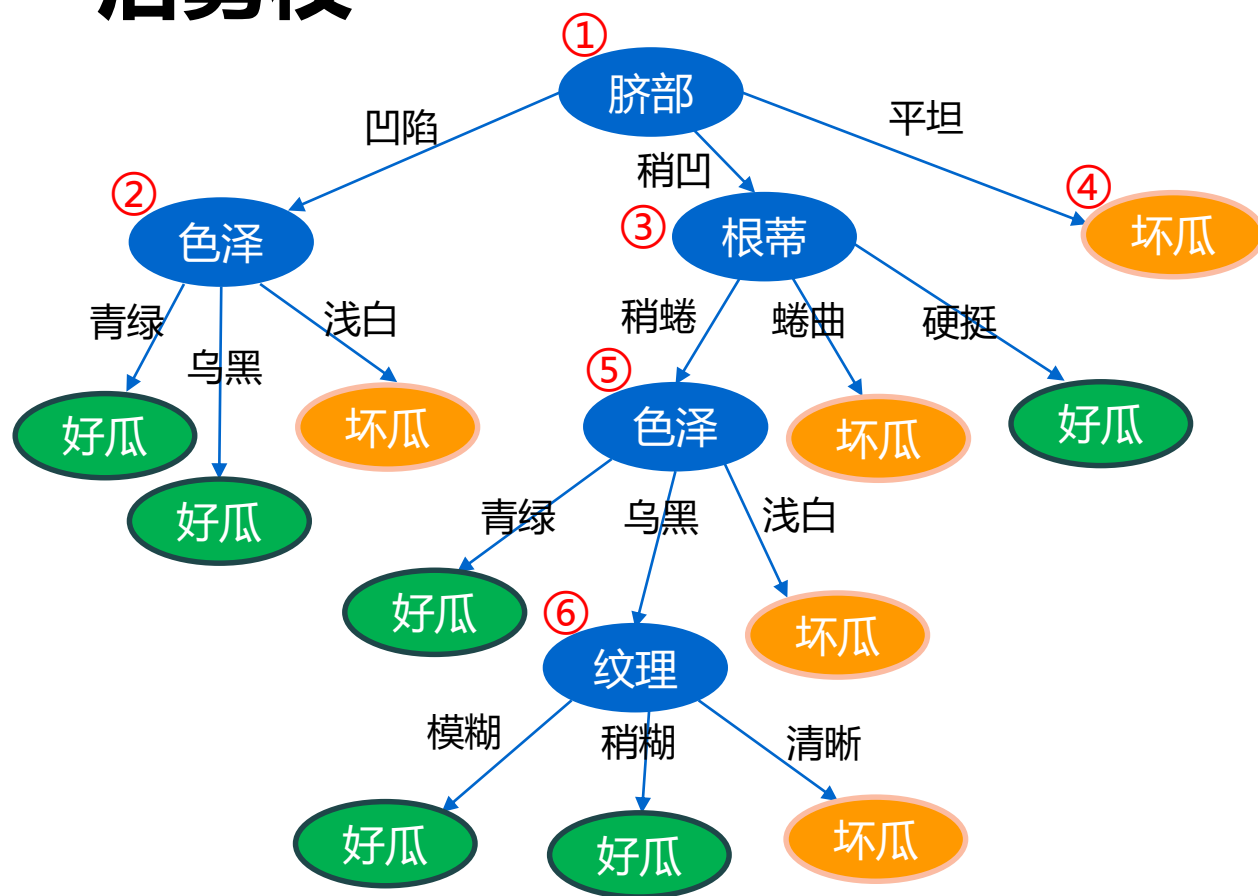 后剪枝
①
脐部
凹陷
稍凹
平坦
②
色泽
③
根蒂
④
坏瓜
青绿
乌黑
浅白
稍蜷
蜷曲
硬挺
好瓜
好瓜
坏瓜
⑤
色泽
坏瓜
好瓜
青绿
乌黑
浅白
好瓜
⑥
纹理
坏瓜
模糊
稍糊
清晰
好瓜
好瓜
坏瓜